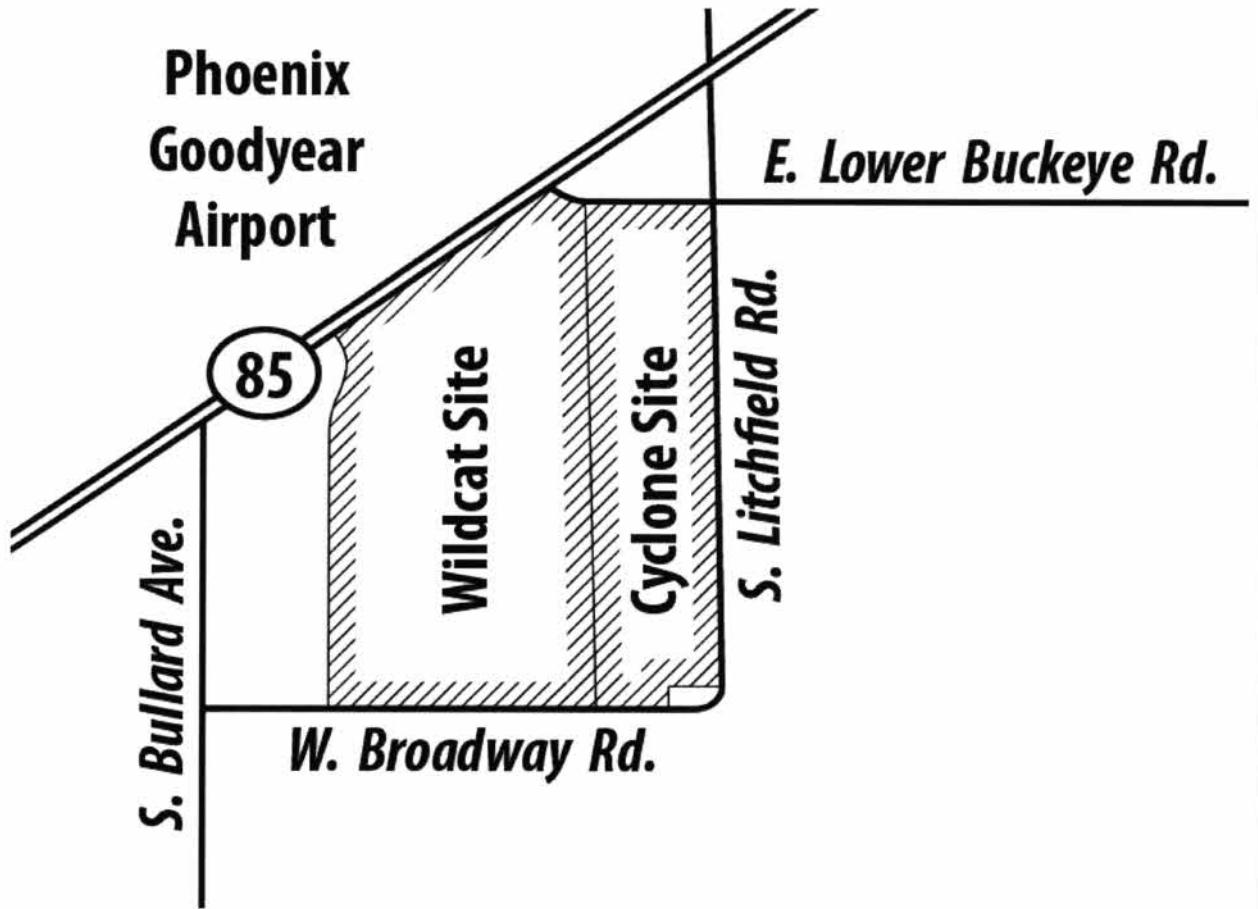 Phoenix
Goodyear
Airport
E. Lower Buckeye Rd.
85
Wildcat Site
Cyclone Site
S. Litchfield Rd.
S. Bullard Ave.
W. Broadway Rd.